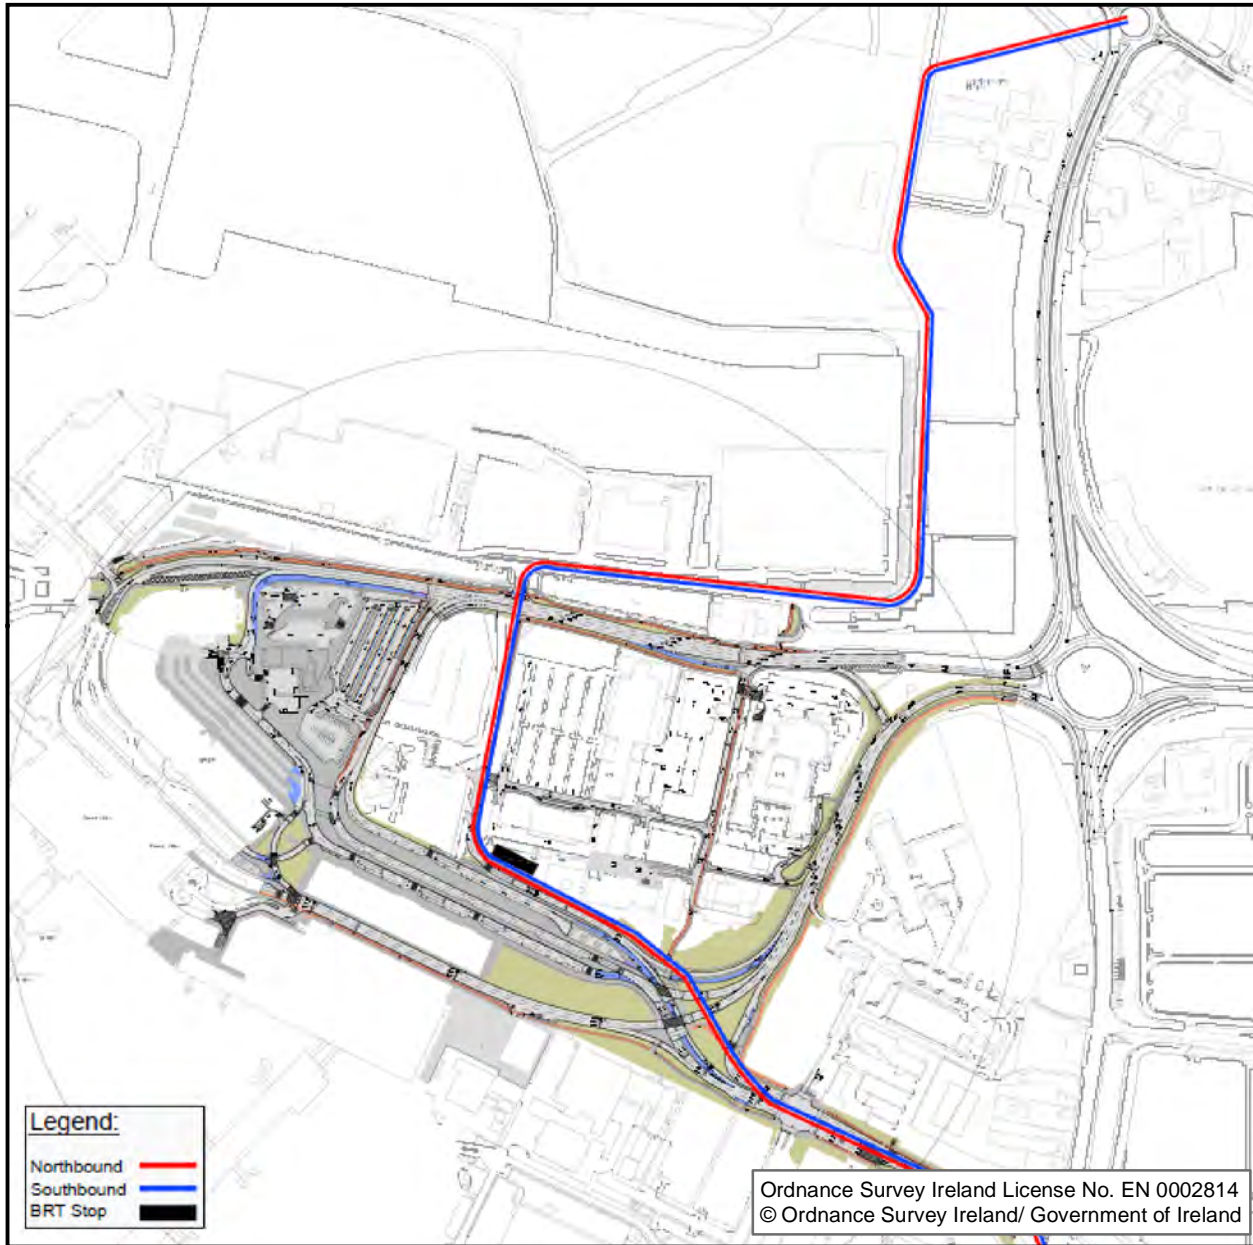 Legend:
Northbound
Southbound
BRT Stop
Ordnance Survey Ireland License No. EN 0002814
© Ordnance Survey Ireland/ Government of Ireland